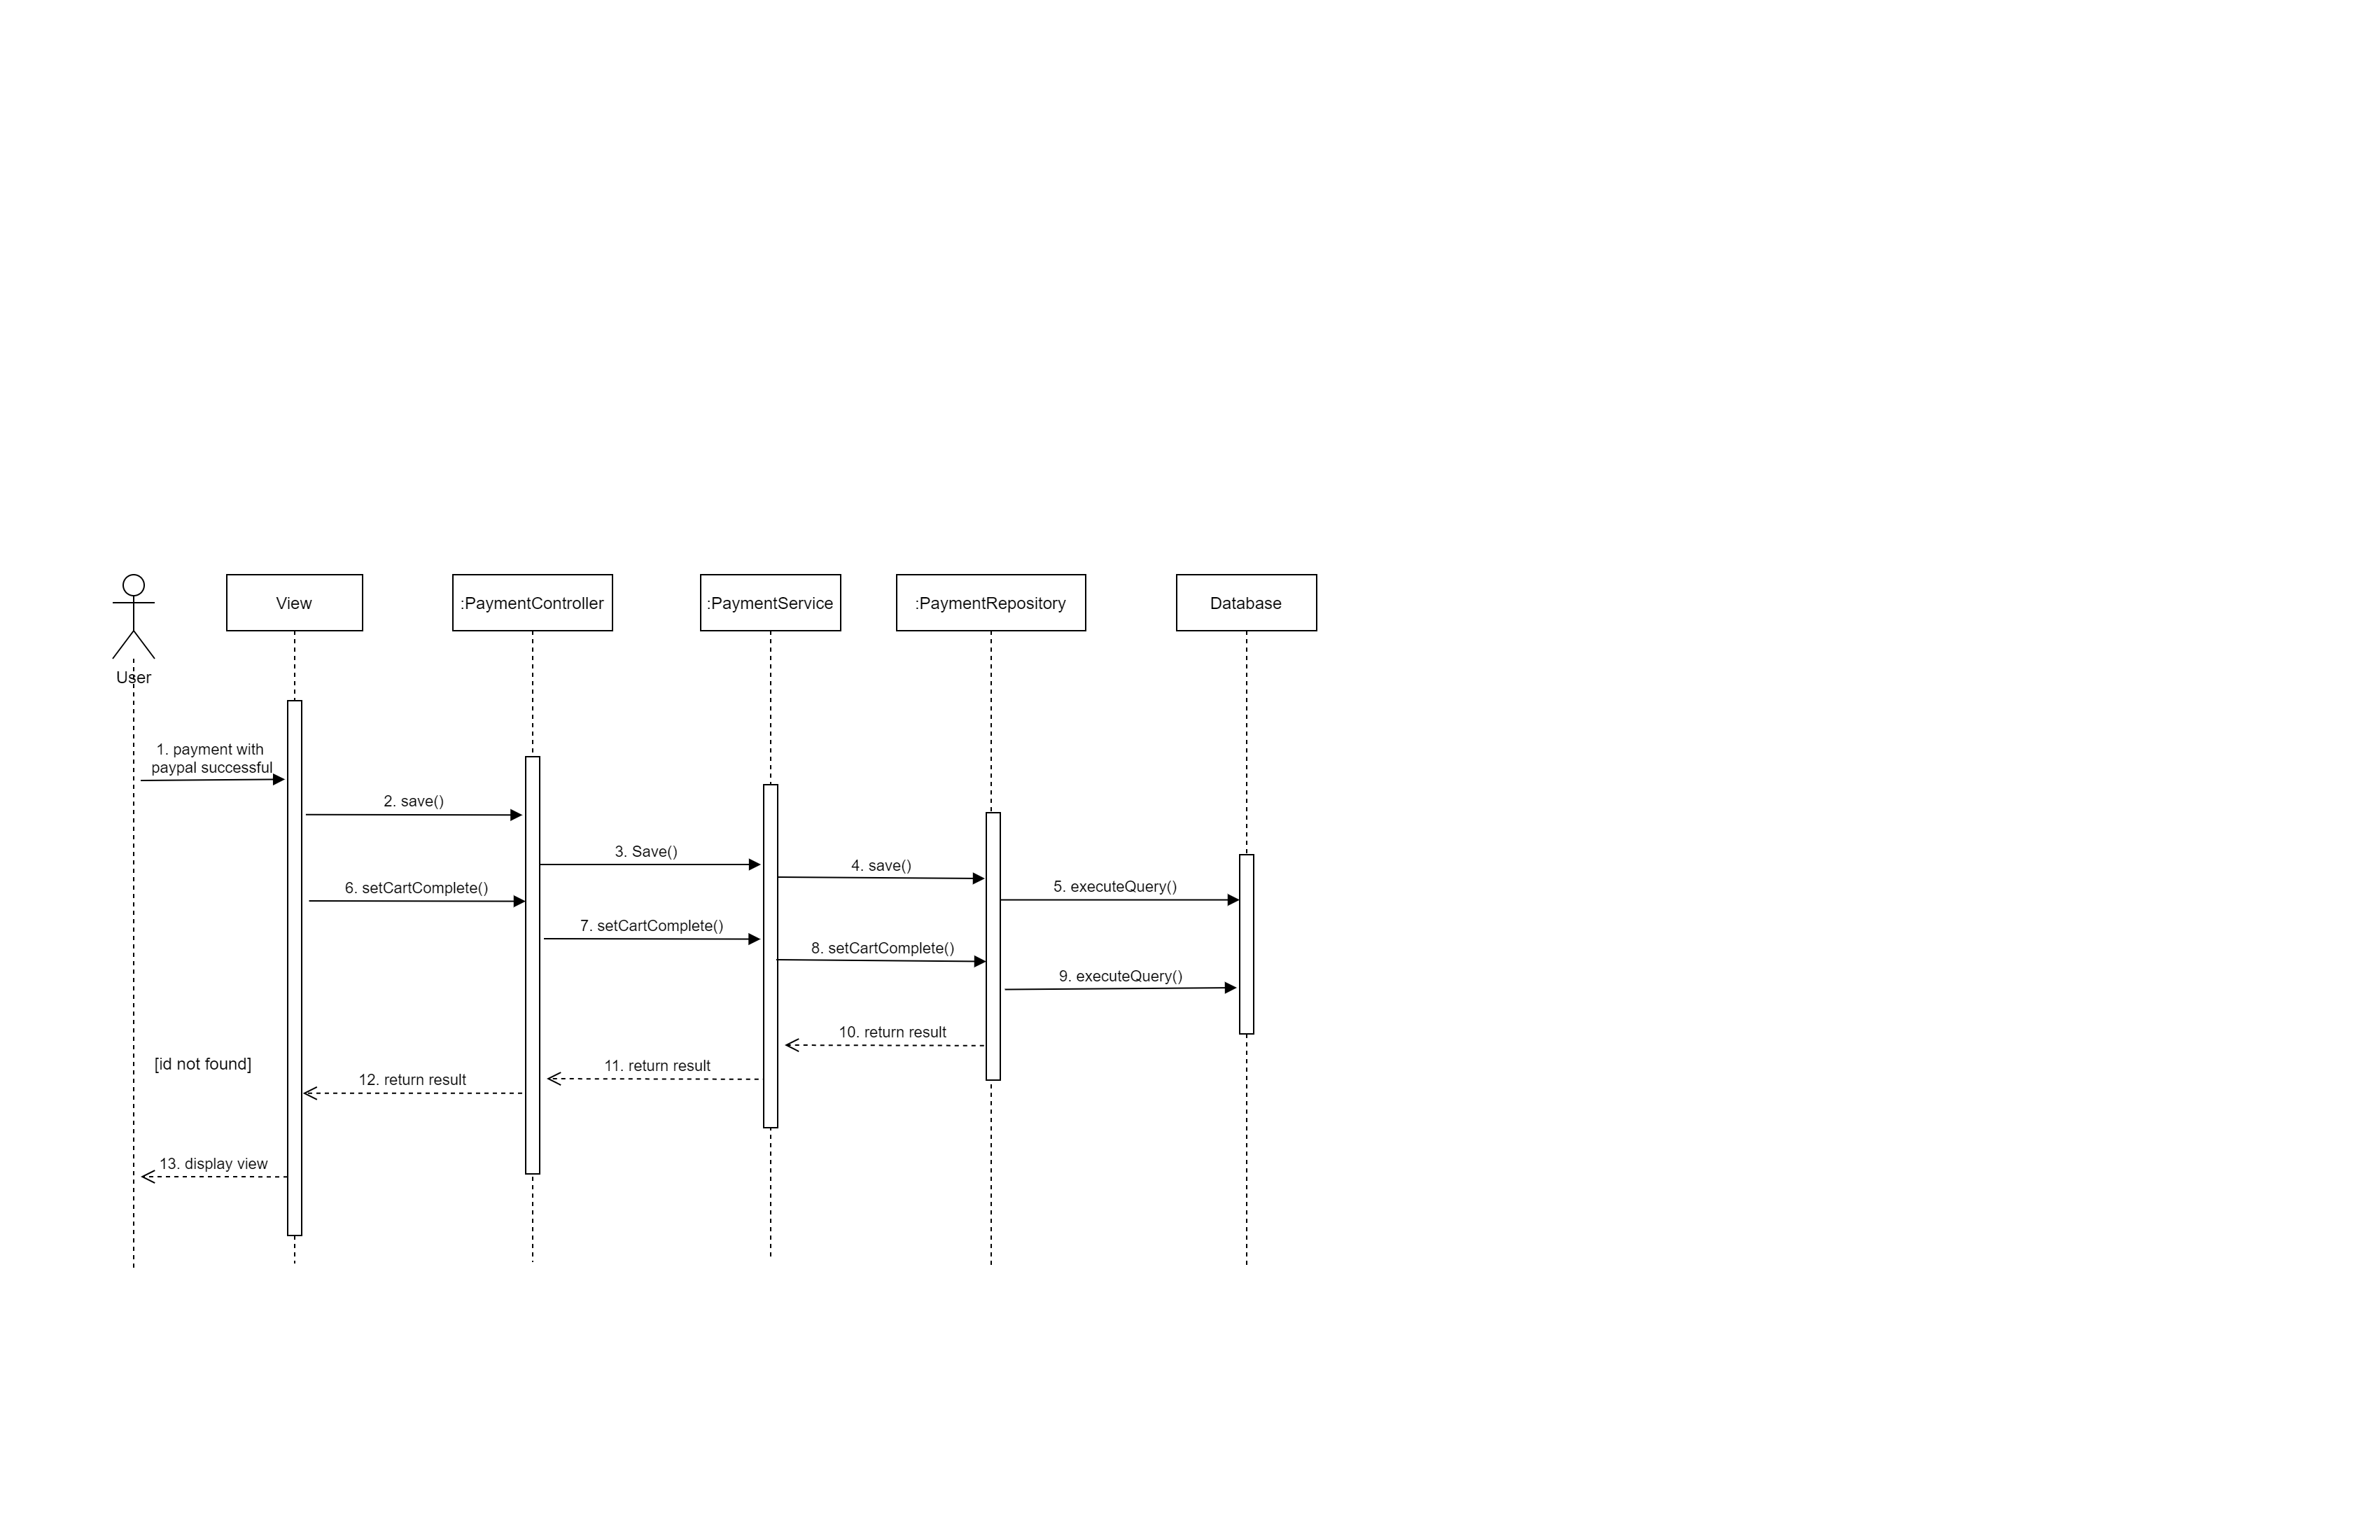 View
:PaymentController
:PaymentService
:PaymentRepository
Database
User
1. payment with
paypal successful
2. save()
3. Save()
4. save()
5. executeQuery()
6. setCartComplete()
7. setCartComplete()
8. setCartComplete()
9. executeQuery()
10. return result
[id not found]
11. return result
12. return result
13. display view